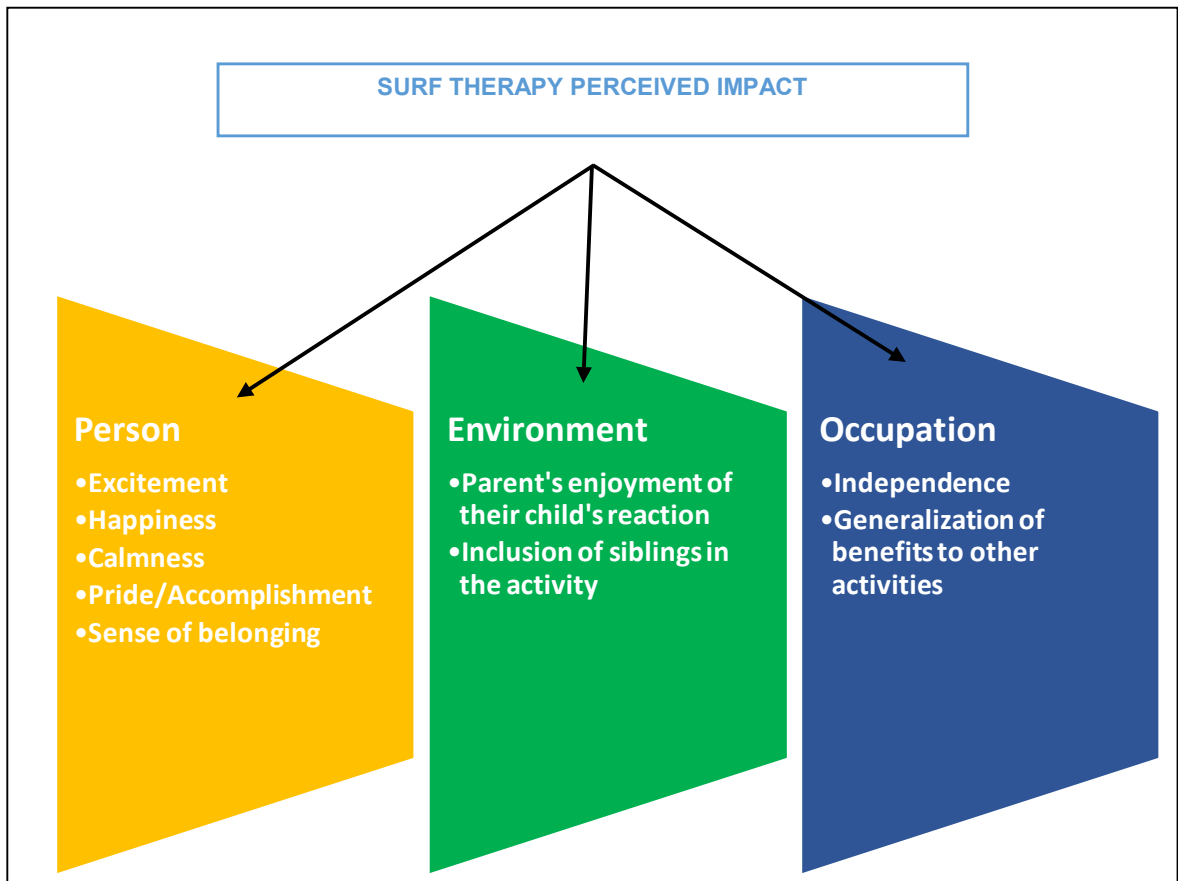 SURF THERAPY PERCEIVED IMPACT
Person
•Excitement
•Happiness
•Calmness
•Pride/Accomplishment
•Sense of belonging
Environment
•Parent's enjoyment of
their child's reaction
•Inclusion of siblings in
the activity
Occupation
•Independence
•Generalization of
benefits to other
activities